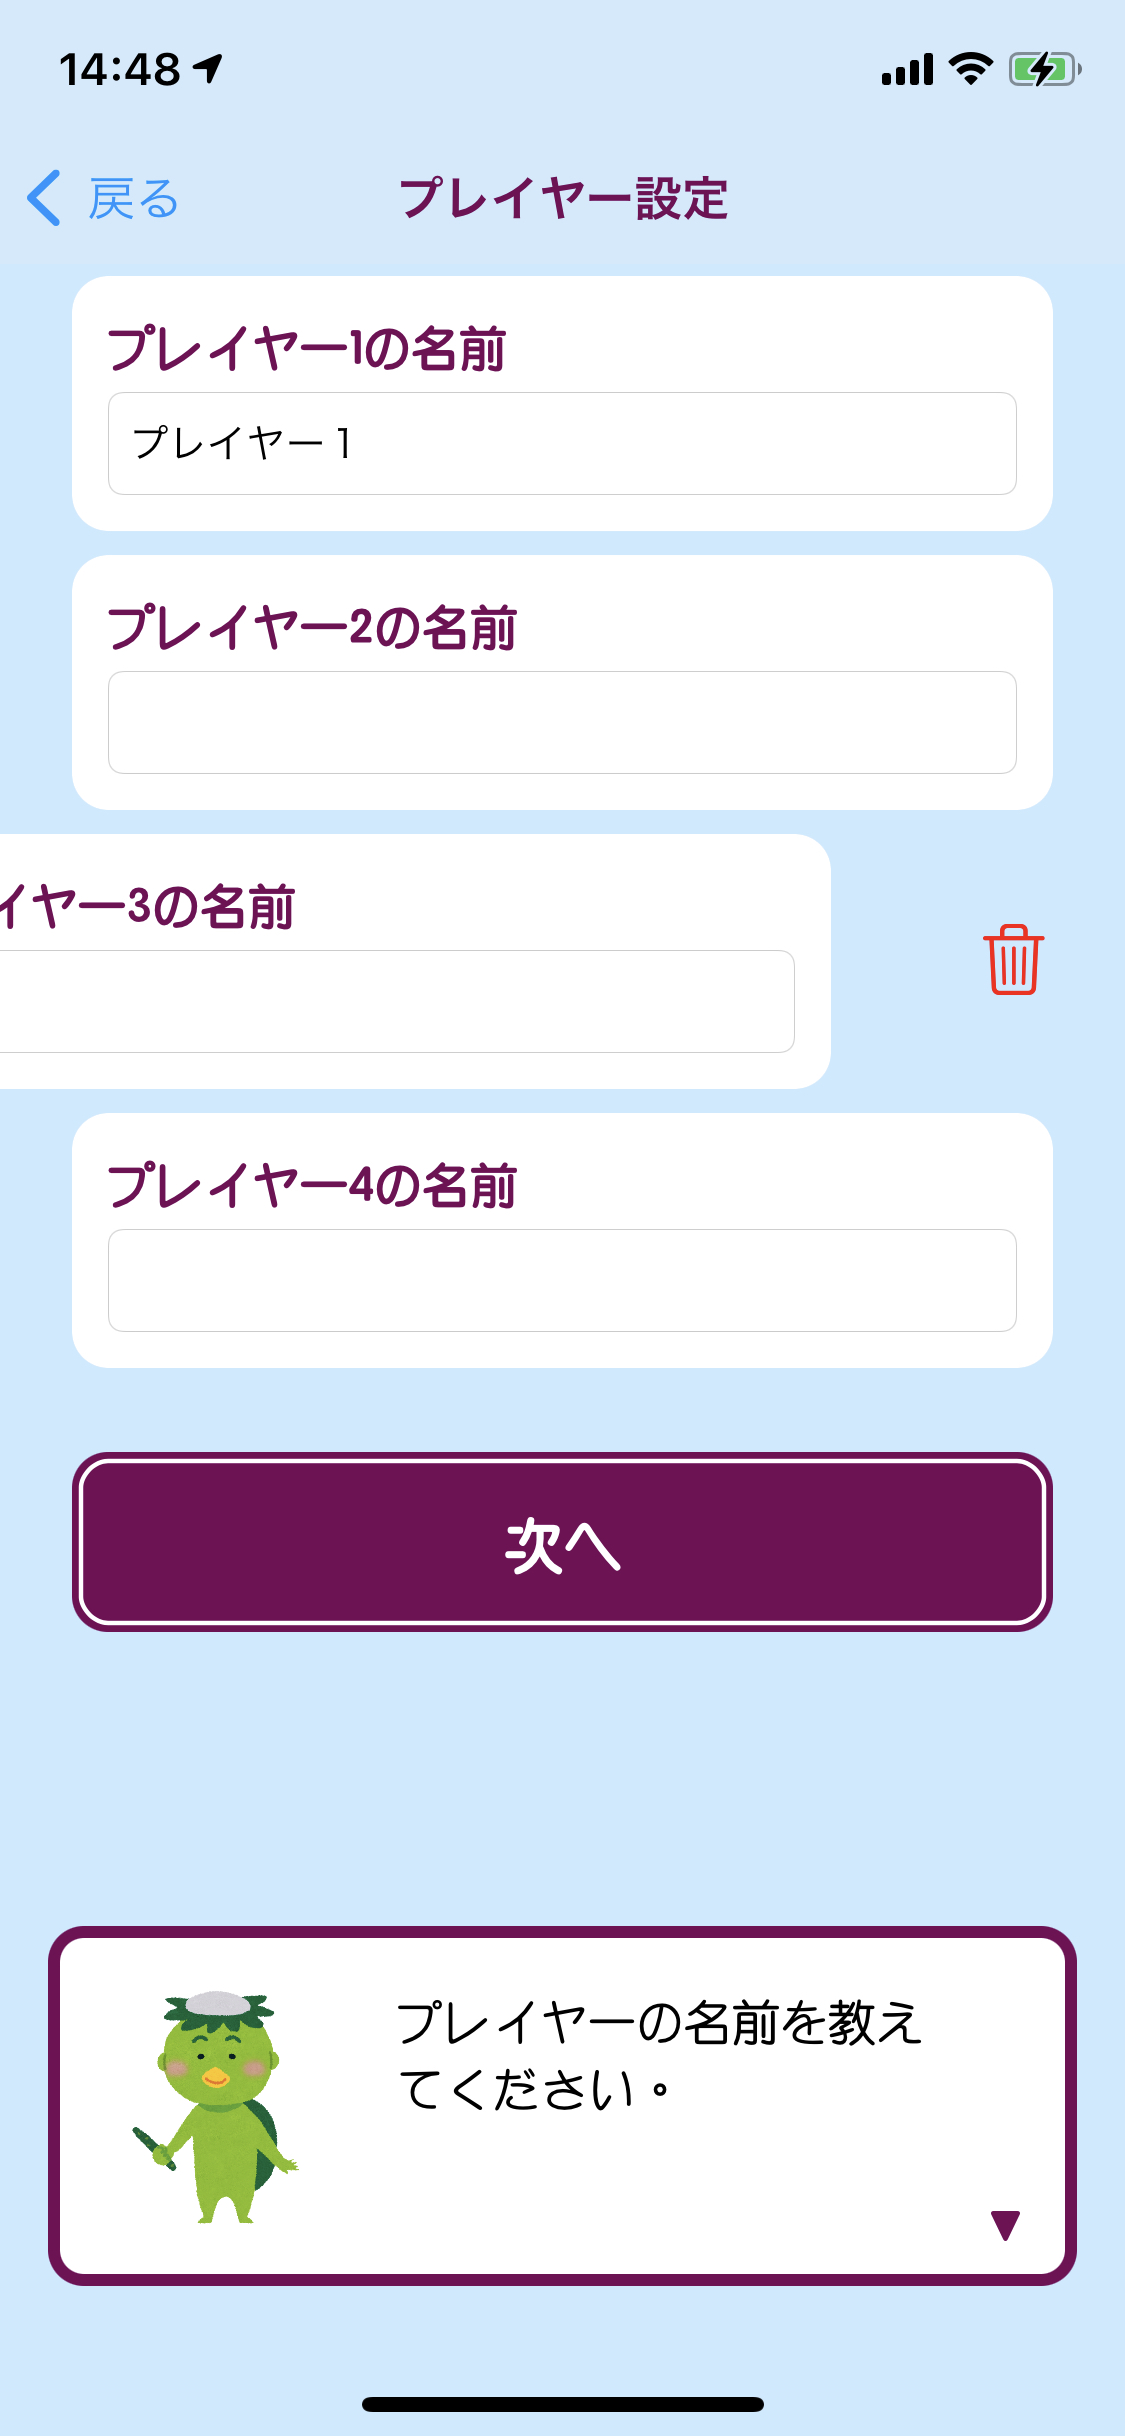 14:48
戻る
プレイヤー設定
プレイヤー1の名前
プレイヤー1
プレイヤー2の名前
イヤー3の名前
プレイヤー4の名前
次へ
プレイヤーの名前を教え
てください。
▼